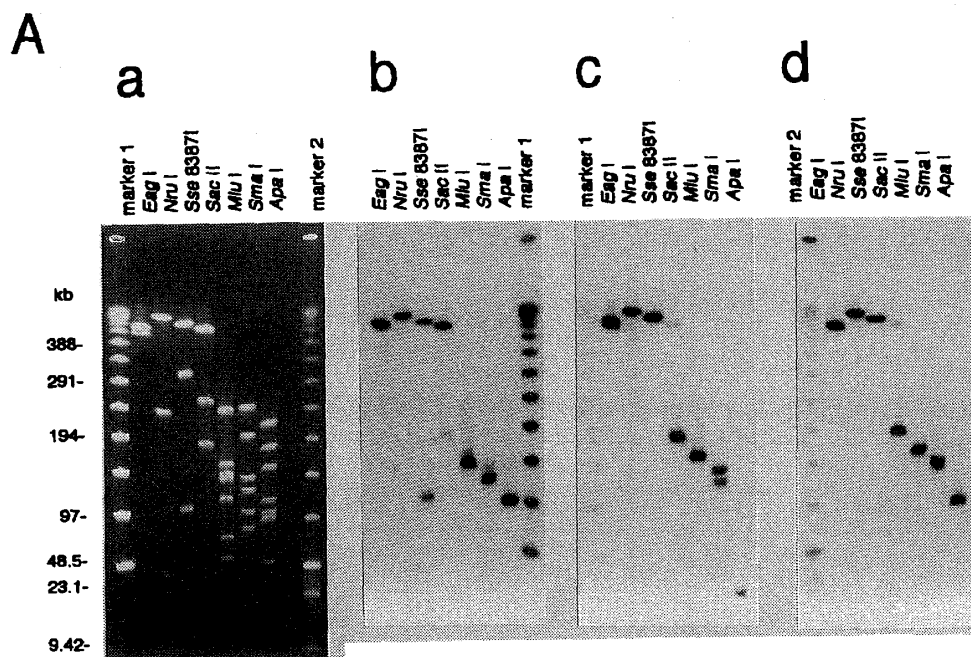 A
a
b
c
d
marker 1
Eag I
Nru I
Sse 8387I
Sac II
Mlu I
Sma I
Apa I
marker 2
Eag I
Nru I
Sse 8387I
Sac II
Mlu I
Sma I
Apa I
marker 1
marker 1
Eag I
Nru I
Sse 8387I
Sac II
Mlu I
Sma I
Apa I
marker 2
Eag I
Nru I
Sse 8387I
Sac II
Mlu I
Sma I
Apa I
kb
388-
291-
194-
97-
48.5-
23.1-
9.42-